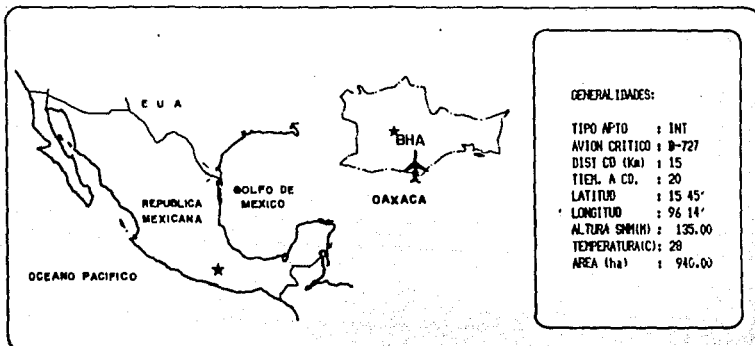 E U A
BHA
GOLFO DE
MEXICO
REPUBLICA
MEXICANA
OAXACA
OCEANO PACIFICO
GENERALIDADES:
TIPO APTO : INT
AVION CRITICO : B-727
DIST CD (Km) : 15
TIEM. A CD. : 20
LATITUD : 15 45'
LONGITUD : 96 14'
ALTURA SNM(M) : 135.00
TEMPERATURA(C): 28
AREA (ha) : 940.00